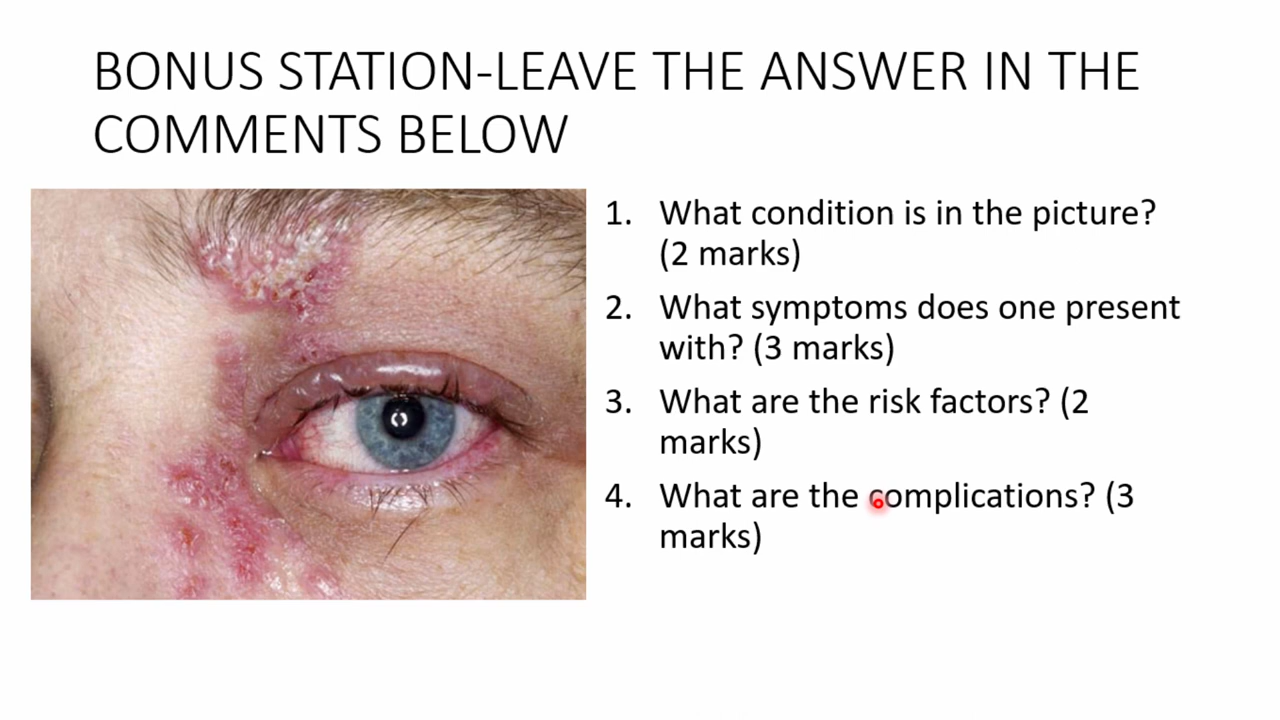 BONUS STATION-LEAVE THE ANSWER IN THE
COMMENTS BELOW
1. What condition is in the picture?
(2 marks)
2. What symptoms does one present
with? (3 marks)
3. What are the risk factors? (2
marks)
4. What are the complications? (3
marks)